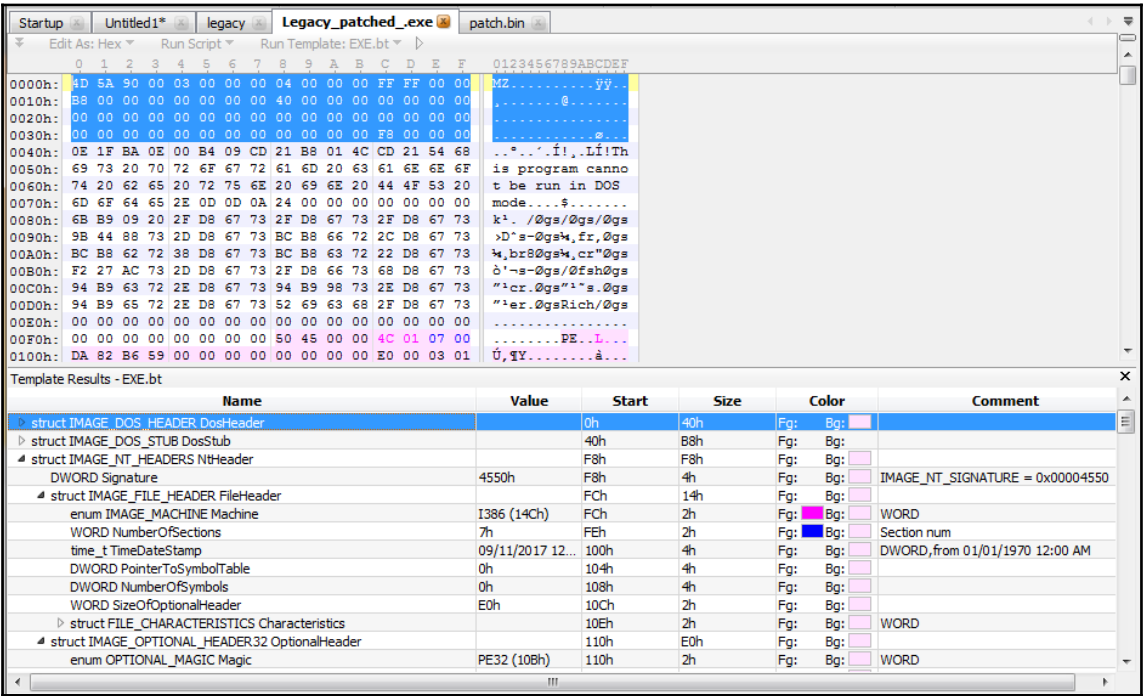 Startup Untitled1* legacy Legacy_patched_.exe patch.bin
Edit As: Hex Run Script Run Template: EXE.bt
0 1 2 3 4 5 6 7 8 9 A B C D E F 0123456789ABCDEF
0000h: 4D 5A 90 00 03 00 00 00 04 00 00 00 FF FF 00 00 MZ..........ÿÿ..
0010h: B8 00 00 00 00 00 00 00 40 00 00 00 00 00 00 00 ¸.......@.......
0020h: 00 00 00 00 00 00 00 00 00 00 00 00 00 00 00 00 ................
0030h: 00 00 00 00 00 00 00 00 00 00 00 00 F8 00 00 00 ............ø...
0040h: 0E 1F BA 0E 00 B4 09 CD 21 B8 01 4C CD 21 54 68 ..º..´.Í!¸.LÍ!Th
0050h: 69 73 20 70 72 6F 67 72 61 6D 20 63 61 6E 6E 6F is program canno
0060h: 74 20 62 65 20 72 75 6E 20 69 6E 20 44 4F 53 20 t be run in DOS
0070h: 6D 6F 64 65 2E 0D 0D 0A 24 00 00 00 00 00 00 00 mode....$.......
0080h: 6B B9 09 20 2F D8 67 73 2F D8 67 73 2F D8 67 73 k¹. /Øgs/Øgs/Øgs
0090h: 9B 44 88 73 2D D8 67 73 BC B8 66 72 2C D8 67 73 ›Dˆs-Øgs¼¸fr,Øgs
00A0h: BC B8 62 72 38 D8 67 73 BC B8 63 72 22 D8 67 73 ¼¸br8Øgs¼¸cr"Øgs
00B0h: F2 27 AC 73 2D D8 67 73 2F D8 66 73 68 D8 67 73 ò'¬s-Øgs/ØfshØgs
00C0h: 94 B9 63 72 2E D8 67 73 94 B9 98 73 2E D8 67 73 ”¹cr.Øgs”¹˜s.Øgs
00D0h: 94 B9 65 72 2E D8 67 73 52 69 63 68 2F D8 67 73 ”¹er.ØgsRich/Øgs
00E0h: 00 00 00 00 00 00 00 00 00 00 00 00 00 00 00 00 ................
00F0h: 00 00 00 00 00 00 00 00 50 45 00 00 4C 01 07 00 ........PE..L...
0100h: DA 82 B6 59 00 00 00 00 00 00 00 00 E0 00 03 01 Ú‚¶Y........à...
Template Results - EXE.bt
Name Value Start Size Color Comment
struct IMAGE_DOS_HEADER DosHeader 0h 40h Fg: Bg:
struct IMAGE_DOS_STUB DosStub 40h B8h Fg: Bg:
struct IMAGE_NT_HEADERS NtHeader F8h F8h Fg: Bg:
DWORD Signature 4550h F8h 4h Fg: Bg: IMAGE_NT_SIGNATURE = 0x00004550
struct IMAGE_FILE_HEADER FileHeader FCh 14h Fg: Bg:
enum IMAGE_MACHINE Machine I386 (14Ch) FCh 2h Fg: Bg: WORD
WORD NumberOfSections 7h FEh 2h Fg: Bg: Section num
time_t TimeDateStamp 09/11/2017 12... 100h 4h Fg: Bg: DWORD,from 01/01/1970 12:00 AM
DWORD PointerToSymbolTable 0h 104h 4h Fg: Bg:
DWORD NumberOfSymbols 0h 108h 4h Fg: Bg:
WORD SizeOfOptionalHeader E0h 10Ch 2h Fg: Bg:
struct FILE_CHARACTERISTICS Characteristics 10Eh 2h Fg: Bg: WORD
struct IMAGE_OPTIONAL_HEADER32 OptionalHeader 110h E0h Fg: Bg:
enum OPTIONAL_MAGIC Magic PE32 (10Bh) 110h 2h Fg: Bg: WORD